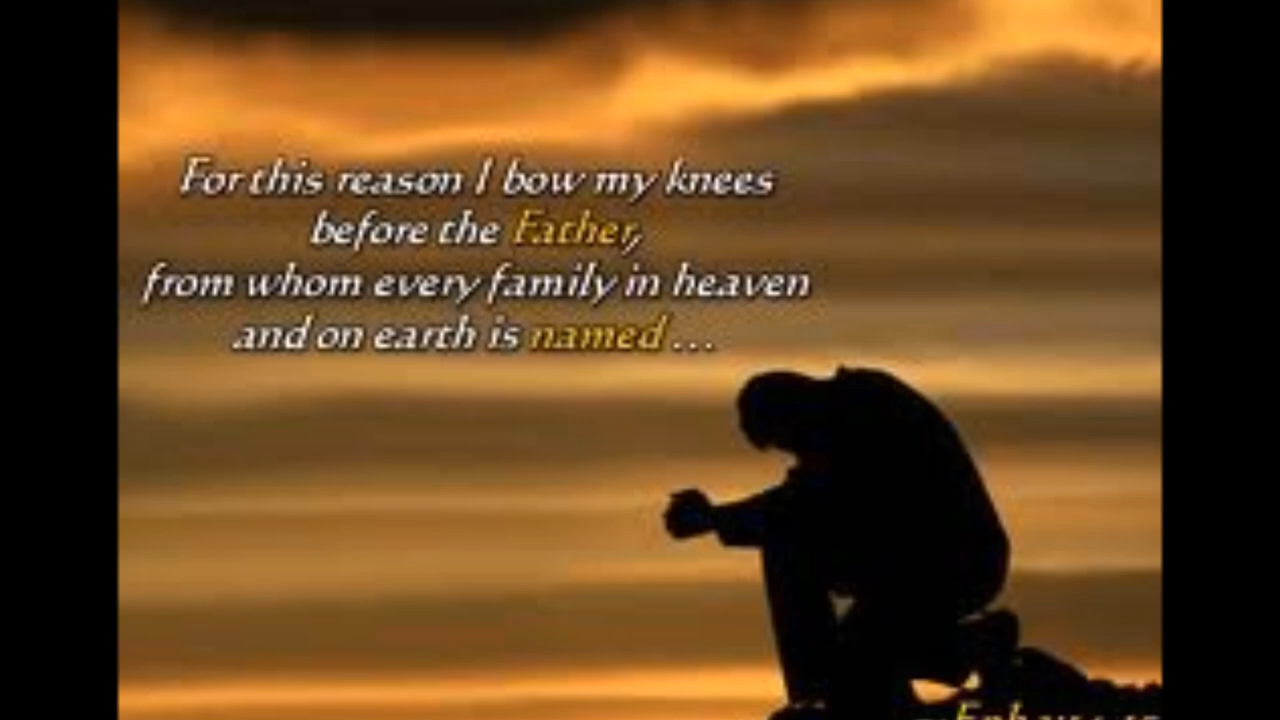 For this reason I bow my knees
before the Father,
from whom every family in heaven
and on earth is named ...